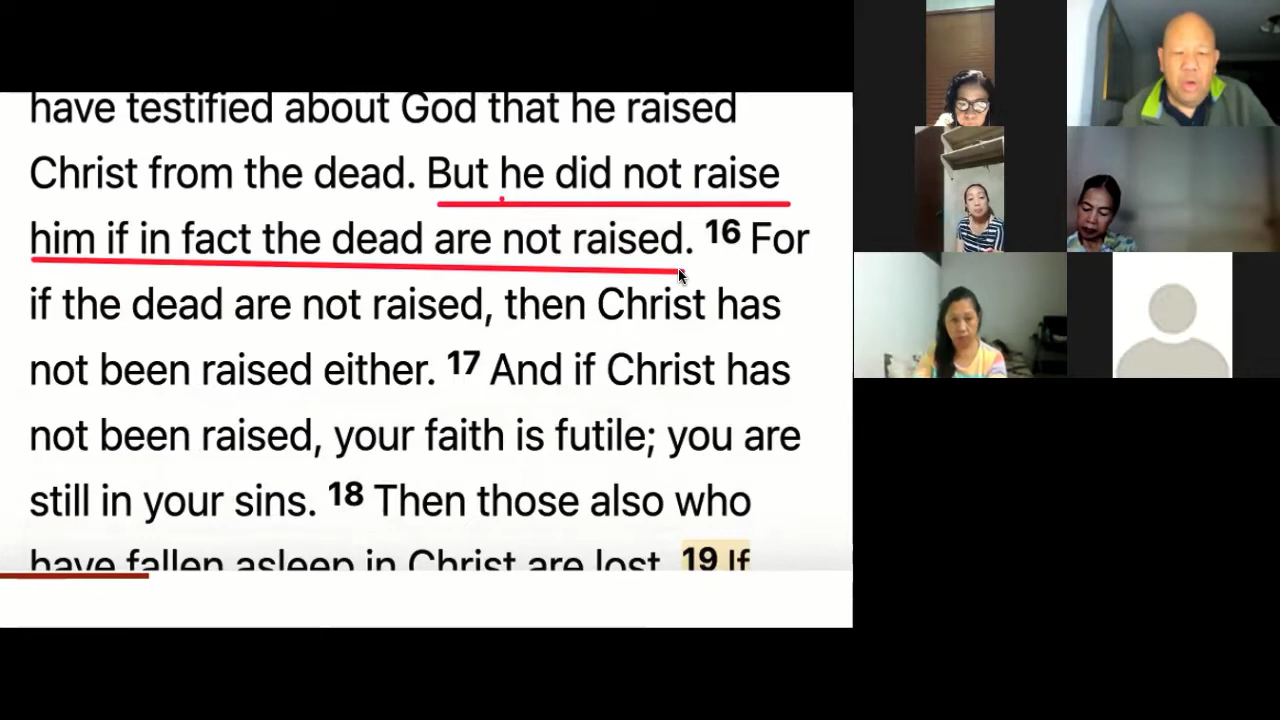 have testified about God that he raised
Christ from the dead. But he did not raise
him if in fact the dead are not raised. 16 For
if the dead are not raised, then Christ has
not been raised either. 17 And if Christ has
not been raised, your faith is futile; you are
still in your sins. 18 Then those also who
have fallen asleep in Christ are lost. 19 If